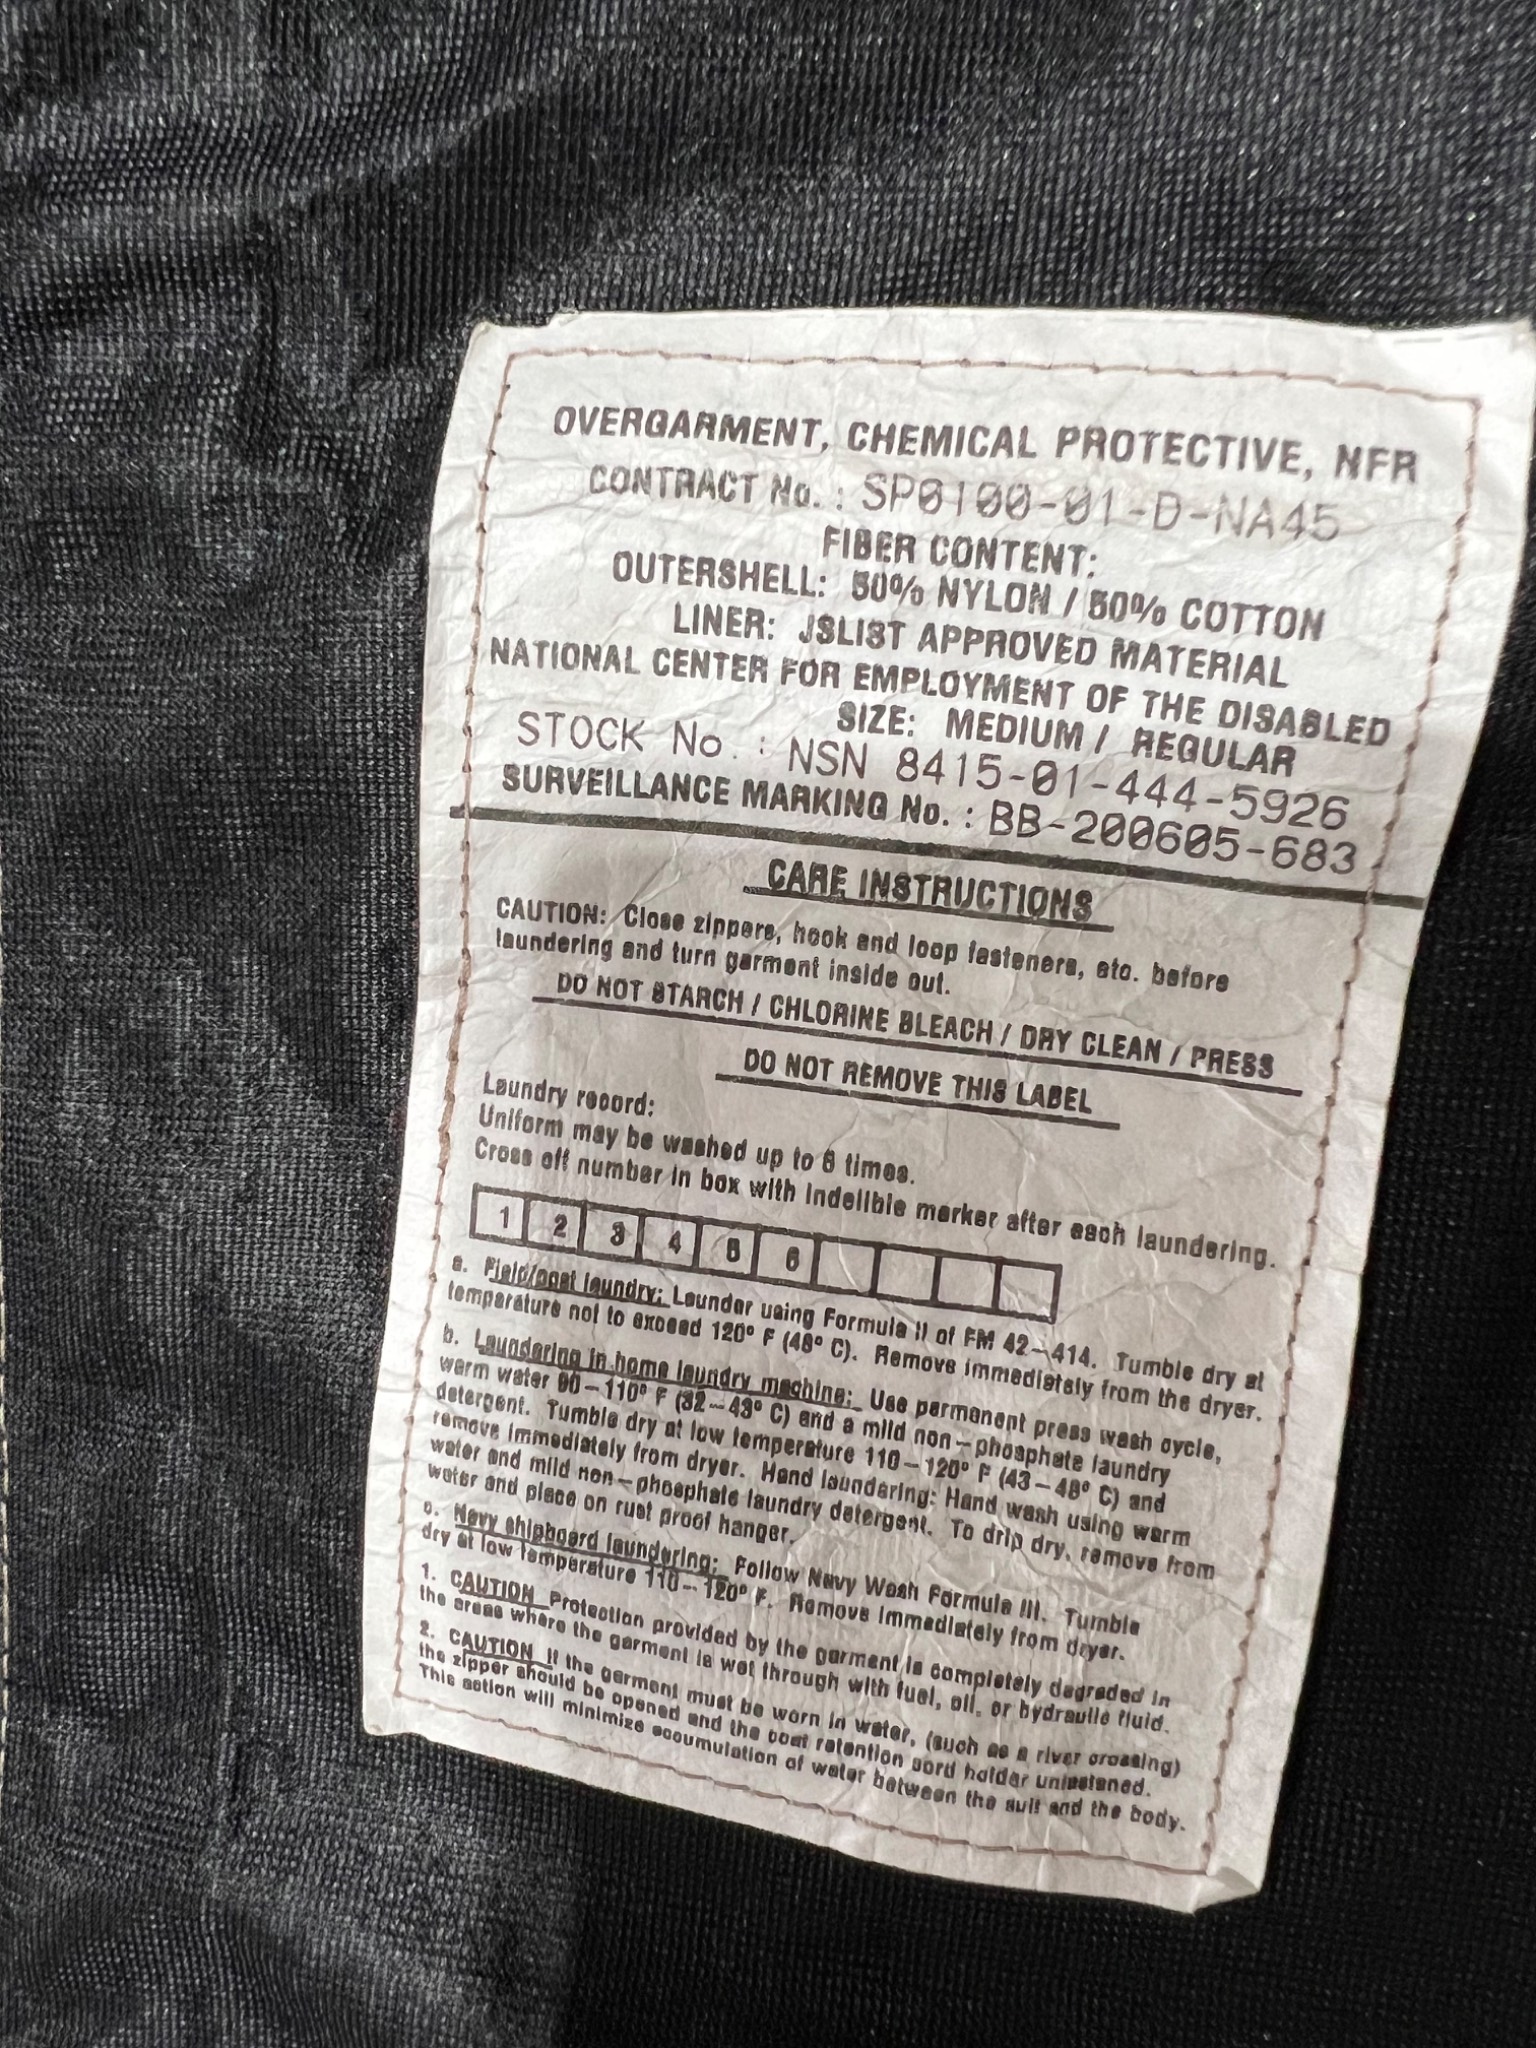 OVERGARMENT, CHEMICAL PROTECTIVE, NFR
CONTRACT No. : SP0100-01-D-NA45
FIBER CONTENT:
OUTERSHELL: 50% NYLON / 50% COTTON
LINER: JSLIST APPROVED MATERIAL
NATIONAL CENTER FOR EMPLOYMENT OF THE DISABLED
SIZE: MEDIUM / REGULAR
STOCK No. : NSN 8415-01-444-5926
SURVEILLANCE MARKING No. : BB-200605-683
CARE INSTRUCTIONS
CAUTION: Close zippers, hook and loop fasteners, etc. before
laundering and turn garment inside out.
DO NOT STARCH / CHLORINE BLEACH / DRY CLEAN / PRESS
DO NOT REMOVE THIS LABEL
Laundry record:
Uniform may be washed up to 6 times.
Cross off number in box with indelible marker after each laundering.
1 2 3 4 5 6
a. Field/post laundry: Launder using Formula II of FM 42-414. Tumble dry at
temperature not to exceed 120° F (48° C). Remove immediately from the dryer.
b. Laundering in home laundry machine: Use permanent press wash cycle,
warm water 90-110° F (32-43° C) and a mild non-phosphate laundry
detergent. Tumble dry at low temperature 110-120° F (43-48° C) and
remove immediately from dryer. Hand laundering: Hand wash using warm
water and mild non-phosphate laundry detergent. To drip dry, remove from
water and place on rust proof hanger.
c. Navy shipboard laundering: Follow Navy Wash Formula III. Tumble
dry at low temperature 110-120° F. Remove immediately from dryer.
1. CAUTION Protection provided by the garment is completely degraded in
the areas where the garment is wet through with fuel, oil, or hydraulic fluid.
2. CAUTION If the garment must be worn in water, (such as a river crossing)
the zipper should be opened and the coat retention cord holder unfastened.
This action will minimize accumulation of water between the suit and the body.